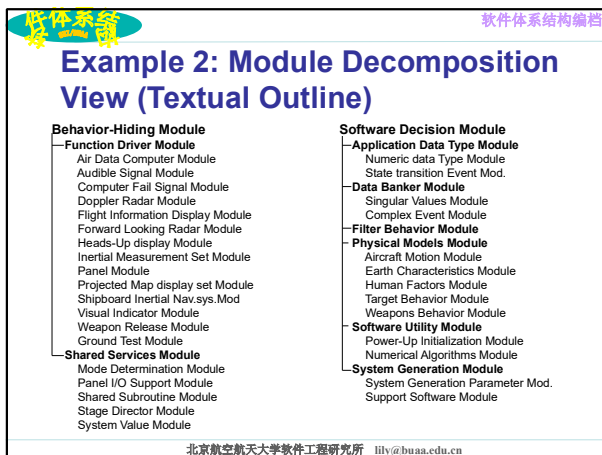 软件体系结构编档
Example 2: Module Decomposition
View (Textual Outline)
Behavior-Hiding Module
Function Driver Module
Air Data Computer Module
Audible Signal Module
Computer Fail Signal Module
Doppler Radar Module
Flight Information Display Module
Forward Looking Radar Module
Heads-Up display Module
Inertial Measurement Set Module
Panel Module
Projected Map display set Module
Shipboard Inertial Nav.sys.Mod
Visual Indicator Module
Weapon Release Module
Ground Test Module
Shared Services Module
Mode Determination Module
Panel I/O Support Module
Shared Subroutine Module
Stage Director Module
System Value Module
Software Decision Module
Application Data Type Module
Numeric data Type Module
State transition Event Mod.
Data Banker Module
Singular Values Module
Complex Event Module
Filter Behavior Module
Physical Models Module
Aircraft Motion Module
Earth Characteristics Module
Human Factors Module
Target Behavior Module
Weapons Behavior Module
Software Utility Module
Power-Up Initialization Module
Numerical Algorithms Module
System Generation Module
System Generation Parameter Mod.
Support Software Module
北京航空航天大学软件工程研究所 lily@buaa.edu.cn